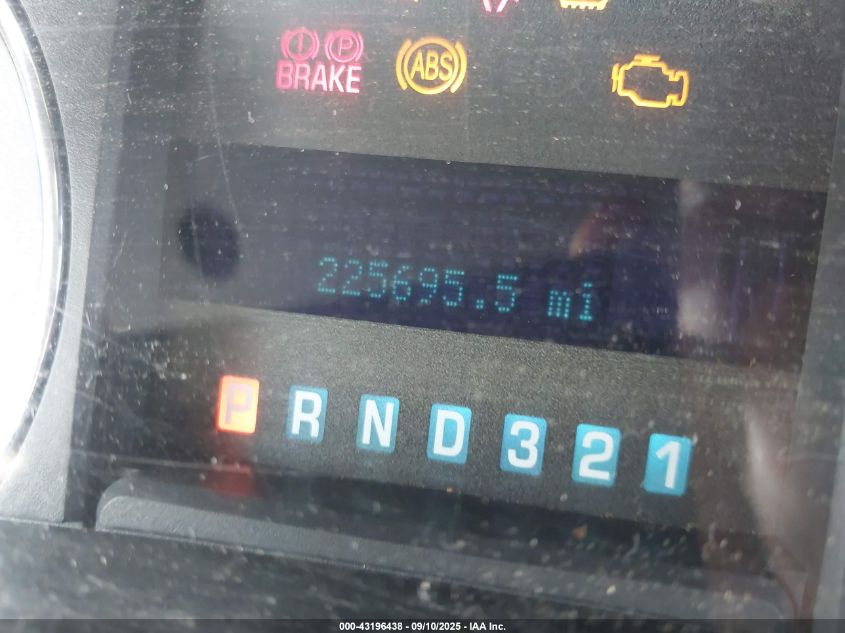 (!) (P)
BRAKE
ABS
225695.5 mi
P R N D 3 2 1
000-43196438 - 09/10/2025 - IAA Inc.